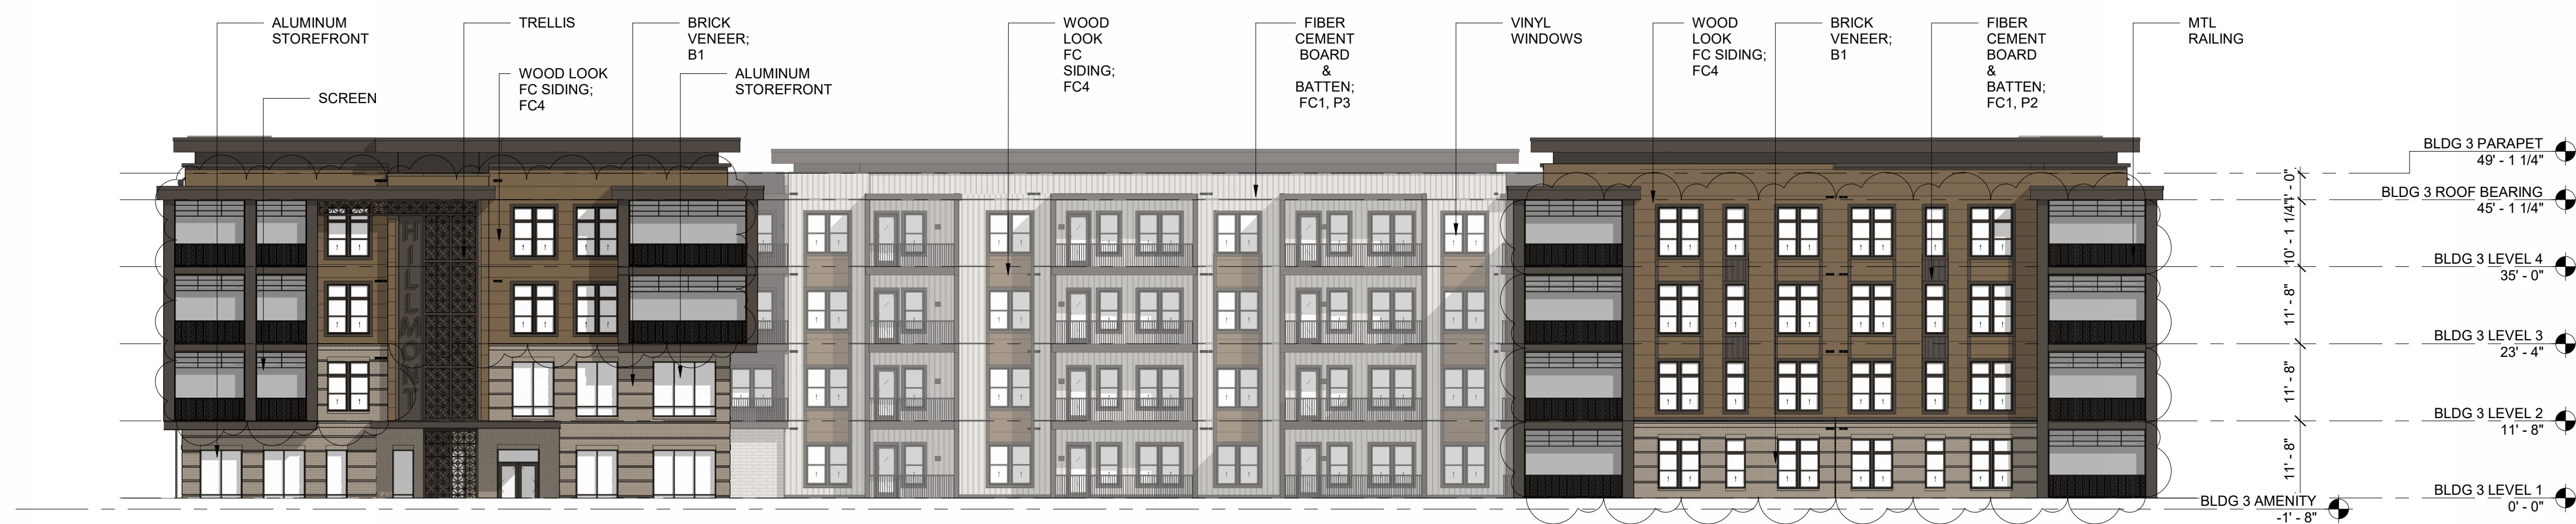 ALUMINUM
STOREFRONT
TRELLIS
BRICK
VENEER;
B1
WOOD
LOOK
FC
SIDING;
FC4
FIBER
CEMENT
BOARD
&
BATTEN;
FC1, P3
VINYL
WINDOWS
WOOD
LOOK
FC SIDING;
FC4
BRICK
VENEER;
B1
FIBER
CEMENT
BOARD
&
BATTEN;
FC1, P2
MTL
RAILING
SCREEN
WOOD LOOK
FC SIDING;
FC4
ALUMINUM
STOREFRONT
HILLMONT
BLDG 3 PARAPET
49' - 1 1/4"
BLDG 3 ROOF BEARING
45' - 1 1/4"
BLDG 3 LEVEL 4
35' - 0"
BLDG 3 LEVEL 3
23' - 4"
BLDG 3 LEVEL 2
11' - 8"
BLDG 3 LEVEL 1
0' - 0"
BLDG 3 AMENITY
-1' - 8"
10' - 1 1/4"
11' - 8"
11' - 8"
11' - 8"